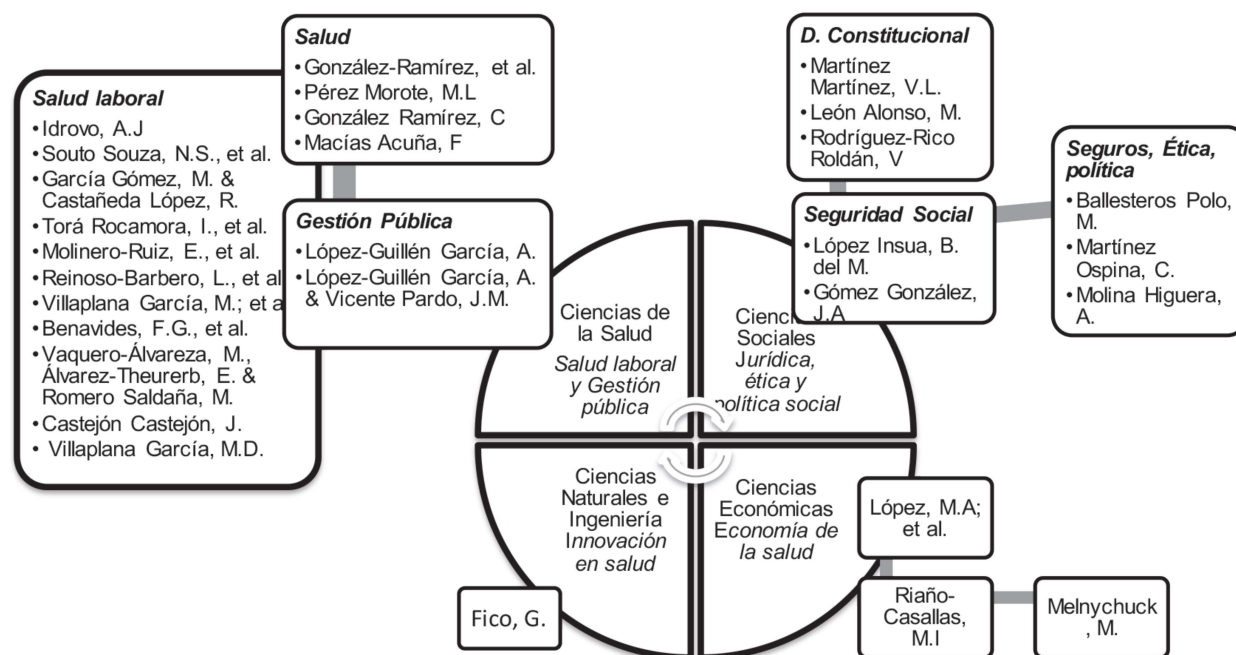 Salud
•González-Ramírez, et al.
•Pérez Morote, M.L
•González Ramírez, C
•Macías Acuña, F
Salud laboral
•Idrovo, A.J
•Souto Souza, N.S., et al.
•García Gómez, M. &
Castañeda López, R.
•Torá Rocamora, I., et al.
•Molinero-Ruiz, E., et al.
•Reinoso-Barbero, L., et al
•Villaplana García, M.; et a
•Benavides, F.G., et al.
•Vaquero-Álvareza, M.,
Álvarez-Theurerb, E. &
Romero Saldaña, M.
•Castejón Castejón, J.
• Villaplana García, M.D.
Gestión Pública
•López-Guillén García, A.
•López-Guillén García, A.
& Vicente Pardo, J.M.
D. Constitucional
•Martínez
Martínez, V.L.
•León Alonso, M.
•Rodríguez-Rico
Roldán, V
Seguridad Social
•López Insua, B.
del M.
•Gómez González,
J.A
Seguros, Ética,
política
•Ballesteros Polo,
M.
•Martínez
Ospina, C.
•Molina Higuera,
A.
Ciencias de
la Salud
Salud laboral
y Gestión
pública
Sociales
Jurídica,
ética y
política social
Ciencias
Naturales e
Ingeniería
Innovación
en salud
Ciencias
Económicas
Economía de
la salud
López, M.A;
et al.
Riaño-
Casallas,
M.I
Melnychuck
, M.
Fico, G.